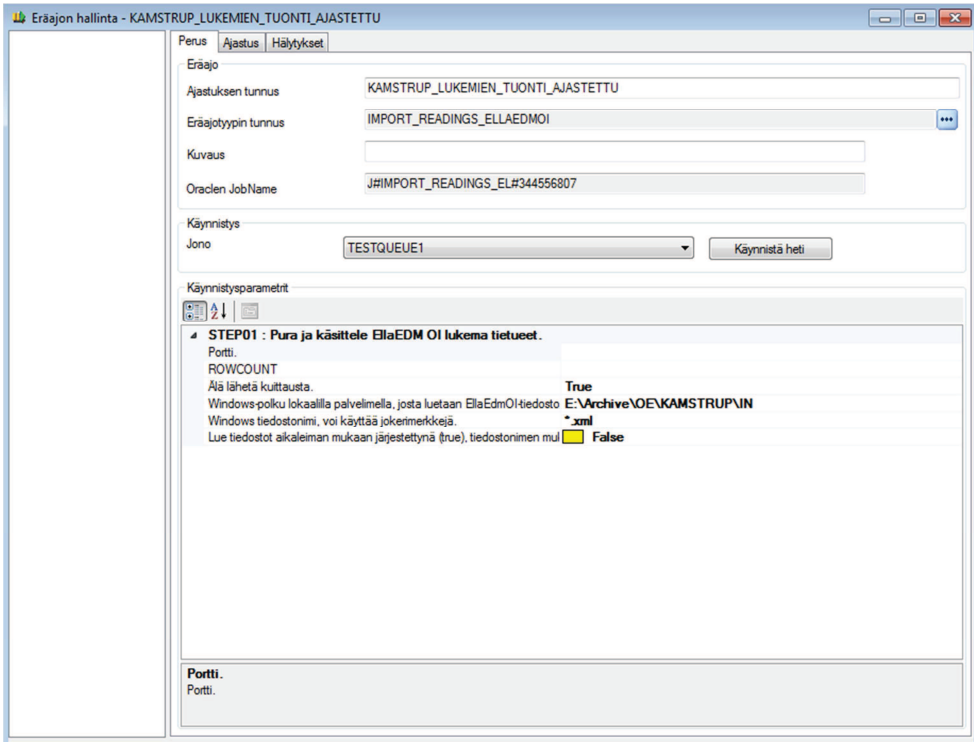 Eräajon hallinta - KAMSTRUP_LUKEMIEN_TUONTI_AJASTETTU
Perus Ajastus Hälytykset
Eräajo
Ajastuksen tunnus KAMSTRUP_LUKEMIEN_TUONTI_AJASTETTU
Eräajotyypin tunnus IMPORT_READINGS_ELLAEDMOI
Kuvaus
Oraclen JobName J#IMPORT_READINGS_EL#344556807
Käynnistys
Jono TESTQUEUE1 Käynnistä heti
Käynnistysparametrit
STEP01 : Pura ja käsittele EllaEDM OI lukema tietueet.
Portti.
ROWCOUNT
Älä lähetä kuittausta. True
Windows-polku lokaalilla palvelimella, josta luetaan EllaEdmOI-tiedosto E:\Archive\OE\KAMSTRUP\IN
Windows tiedostonimi, voi käyttää jokerimerkkejä. *.xml
Lue tiedostot aikaleiman mukaan järjestettynä (true), tiedostonimen mul False
Portti.
Portti.